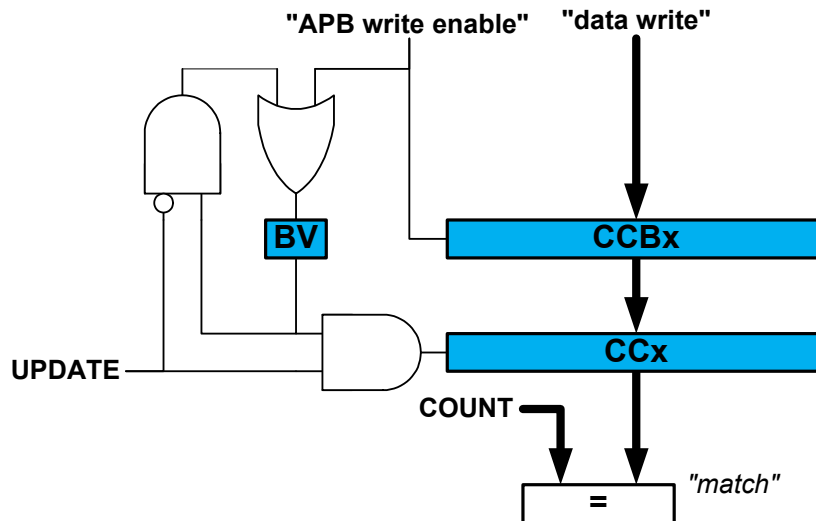 "APB write enable"
"data write"
BV
CCBx
CCx
UPDATE
COUNT
"match"
=